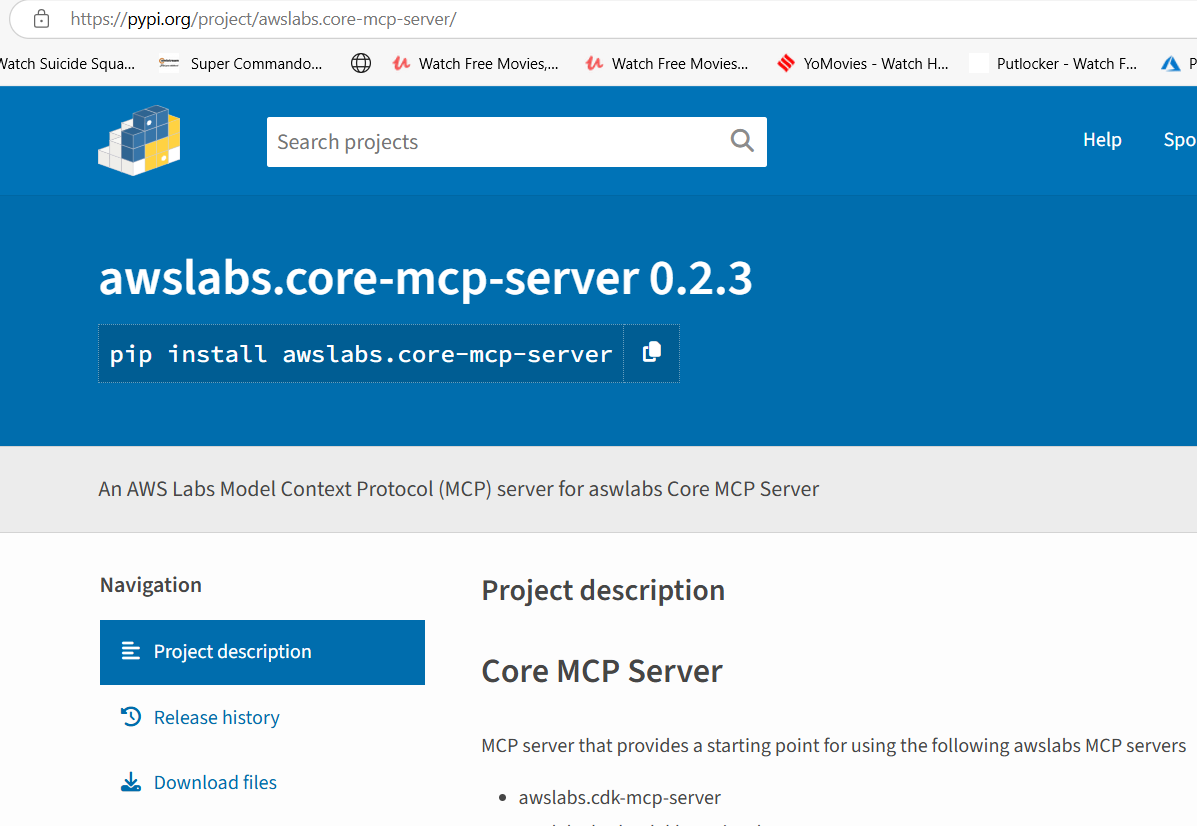 https://pypi.org/project/awslabs.core-mcp-server/
Watch Suicide Squa... Super Commando... Watch Free Movies,... Watch Free Movies... YoMovies - Watch H... Putlocker - Watch F... P
Search projects Help Spo
awslabs.core-mcp-server 0.2.3
pip install awslabs.core-mcp-server
An AWS Labs Model Context Protocol (MCP) server for aswlabs Core MCP Server
Navigation
Project description
Release history
Download files
Project description
Core MCP Server
MCP server that provides a starting point for using the following awslabs MCP servers
• awslabs.cdk-mcp-server